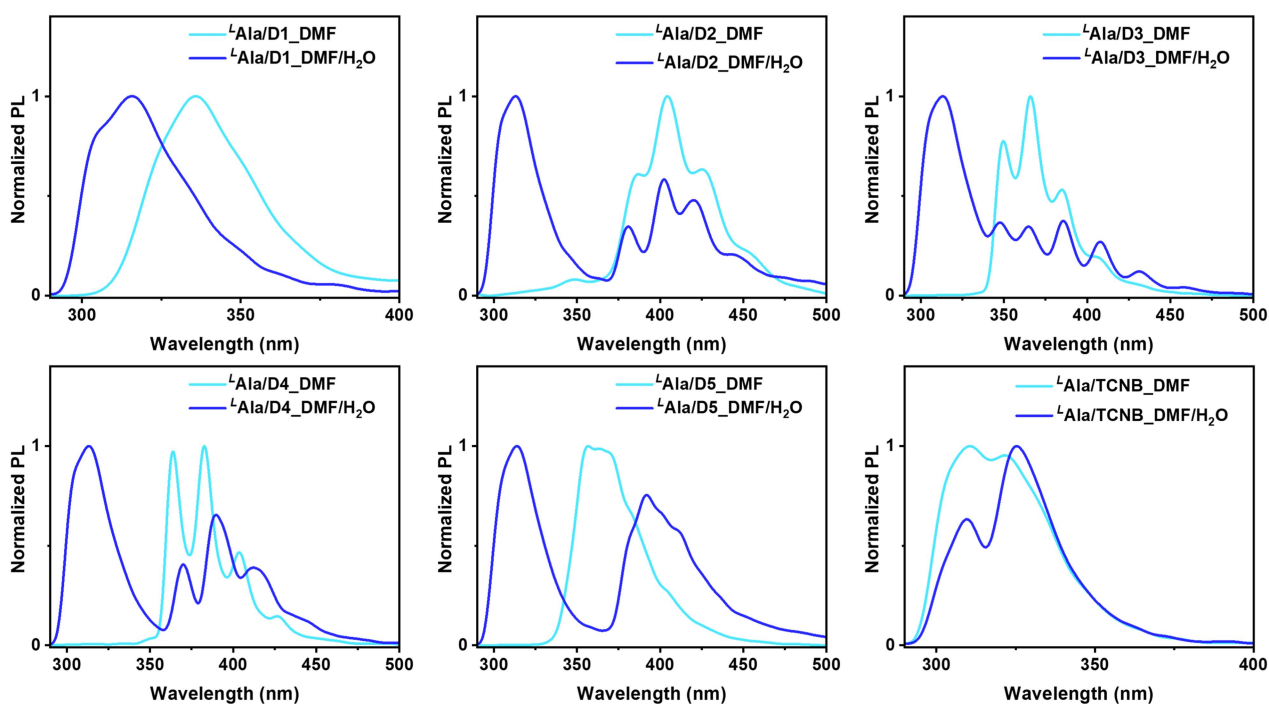 ᴸAla/D1_DMF
ᴸAla/D1_DMF/H₂O
Normalized PL
1
0
300
350
400
Wavelength (nm)
ᴸAla/D2_DMF
ᴸAla/D2_DMF/H₂O
Normalized PL
1
0
300
350
400
450
500
Wavelength (nm)
ᴸAla/D3_DMF
ᴸAla/D3_DMF/H₂O
Normalized PL
1
0
300
350
400
450
500
Wavelength (nm)
ᴸAla/D4_DMF
ᴸAla/D4_DMF/H₂O
Normalized PL
1
0
300
350
400
450
500
Wavelength (nm)
ᴸAla/D5_DMF
ᴸAla/D5_DMF/H₂O
Normalized PL
1
0
300
350
400
450
500
Wavelength (nm)
ᴸAla/TCNB_DMF
ᴸAla/TCNB_DMF/H₂O
Normalized PL
1
0
300
350
400
Wavelength (nm)